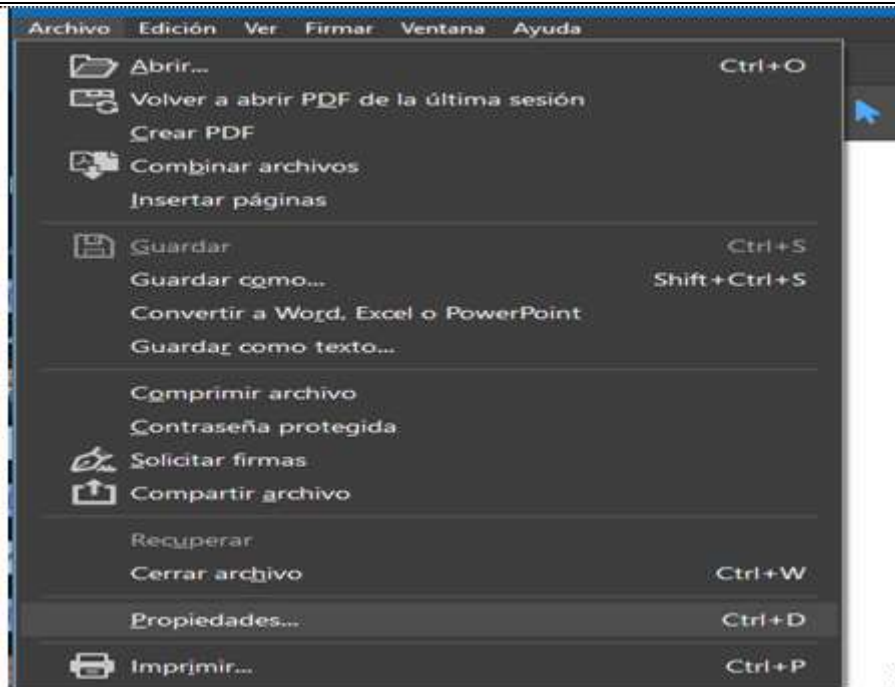 Archivo Edición Ver Firmar Ventana Ayuda
Abrir... Ctrl+O
Volver a abrir PDF de la última sesión
Crear PDF
Combinar archivos
Insertar páginas
Guardar Ctrl+S
Guardar como... Shift+Ctrl+S
Convertir a Word, Excel o PowerPoint
Guardar como texto...
Comprimir archivo
Contraseña protegida
Solicitar firmas
Compartir archivo
Recuperar
Cerrar archivo Ctrl+W
Propiedades... Ctrl+D
Imprimir... Ctrl+P